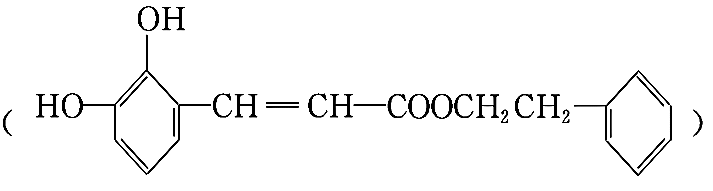 OH
( HO CH=CH—COOCH₂CH₂ )